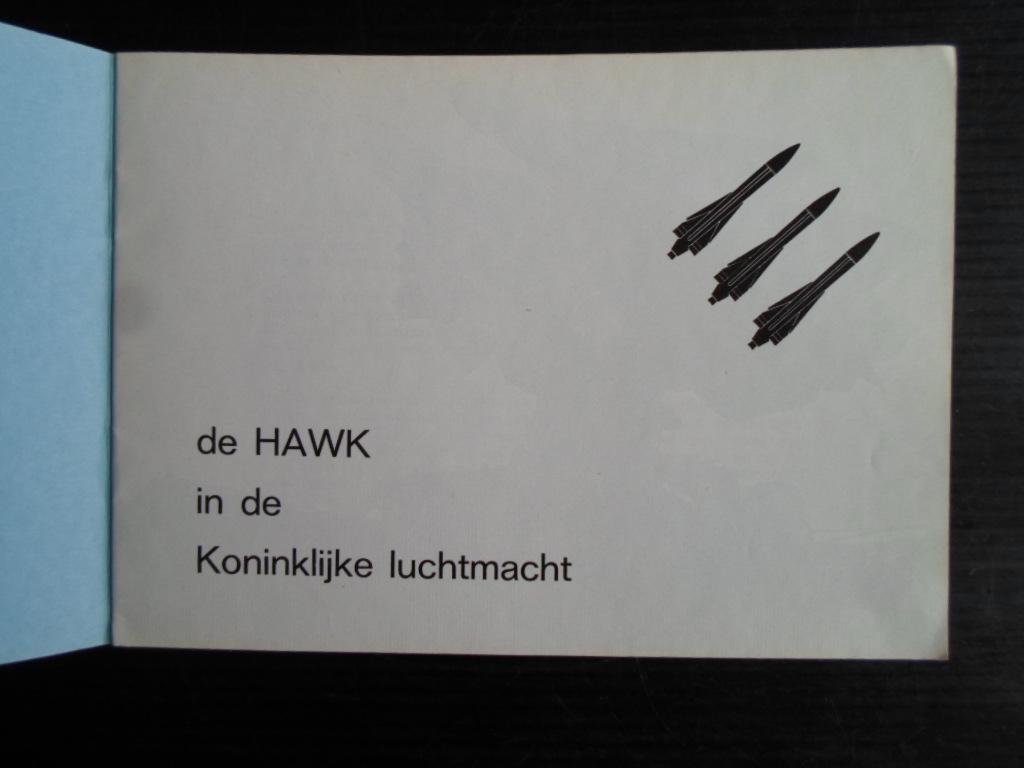 de HAWK
in de
Koninklijke luchtmacht